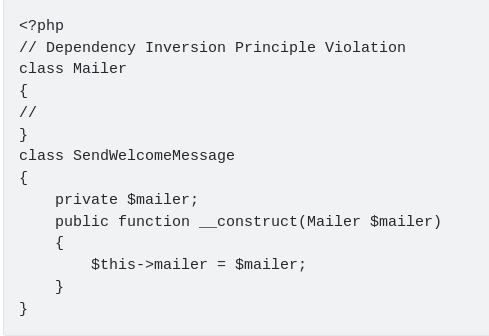 <?php
// Dependency Inversion Principle Violation
class Mailer
{
//
}
class SendWelcomeMessage
{
    private $mailer;
    public function __construct(Mailer $mailer)
    {
        $this->mailer = $mailer;
    }
}